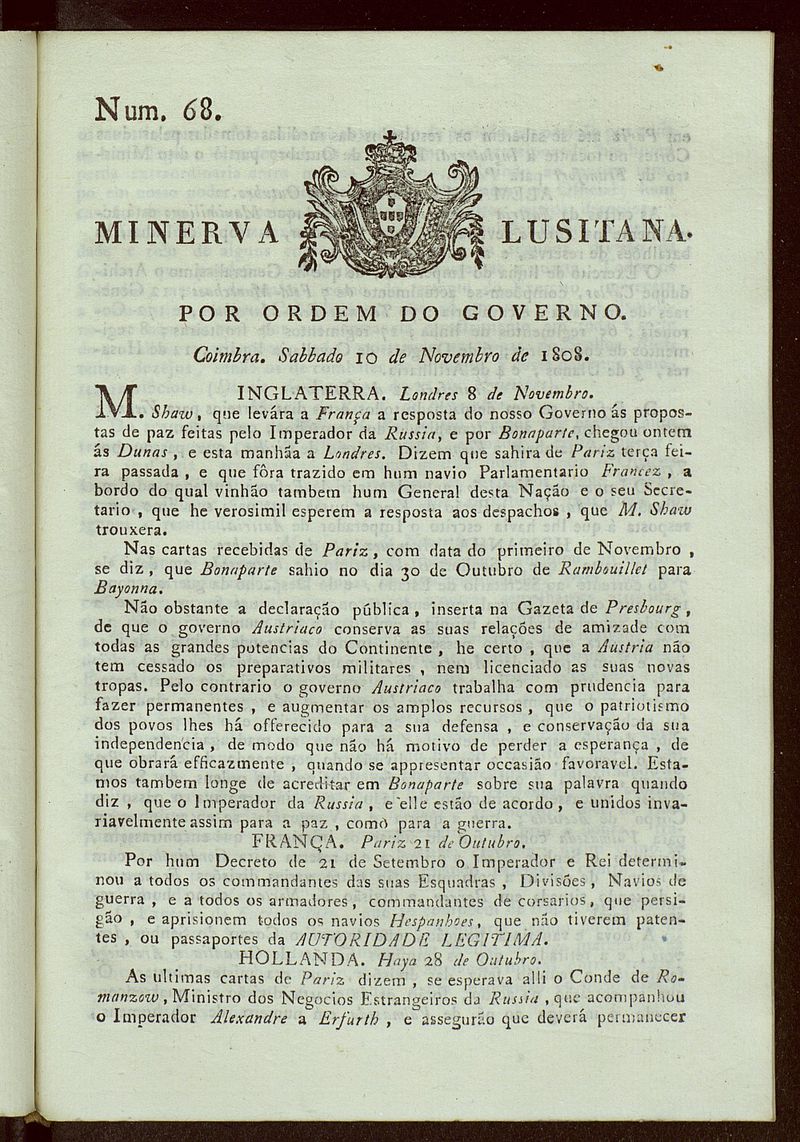 Num. 68.
MINERVA LUSITANA.
POR ORDEM DO GOVERNO.
Coimbra. Sabbado 10 de Novembro de 1808.
INGLATERRA. Londres 8 de Novembro.
M. Shaw, que levára a França a resposta do nosso Governo ás propos-
tas de paz feitas pelo Imperador da Russia, e por Bonaparte, chegou ontem
ás Dunas, e esta manhãa a Londres. Dizem que sahira de Pariz terça fei-
ra passada, e que fôra trazido em hum navio Parlamentario Francez, a
bordo do qual vinhão tambem hum General desta Nação e o seu Secre-
tario, que he verosimil esperem a resposta aos despachos, que M. Shaw
trouxera.
Nas cartas recebidas de Pariz, com data do primeiro de Novembro,
se diz, que Bonaparte sahio no dia 30 de Outubro de Rambouillet para
Bayonna.
Não obstante a declaração pública, inserta na Gazeta de Presbourg,
de que o governo Austriaco conserva as suas relações de amizade com
todas as grandes potencias do Continente, he certo, que a Austria não
tem cessado os preparativos militares, nem licenciado as suas novas
tropas. Pelo contrario o governo Austriaco trabalha com prudencia para
fazer permanentes, e augmentar os amplos recursos, que o patriotismo
dos povos lhes há offerecido para a sua defensa, e conservação da sua
independencia, de modo que não há motivo de perder a esperança, de
que obrará efficazmente, quando se appresentar occasião favoravel. Esta-
mos tambem longe de acreditar em Bonaparte sobre sua palavra quando
diz, que o Imperador da Russia, e elle estão de acordo, e unidos inva-
riavelmente assim para a paz, como para a guerra.
FRANÇA. Pariz 21 de Outubro.
Por hum Decreto de 21 de Setembro o Imperador e Rei determi-
nou a todos os commandantes das suas Esquadras, Divisões, Navios de
guerra, e a todos os armadores, commandantes de corsarios, que persi-
gão, e aprisionem todos os navios Hespanhoes, que não tiverem paten-
tes, ou passaportes da AUTORIDADE LEGITIMA.
HOLLANDA. Haya 28 de Outubro.
As ultimas cartas de Pariz dizem, se esperava alli o Conde de Ro-
manzow, Ministro dos Negocios Estrangeiros da Russia, que acompanhou
o Imperador Alexandre a Erfurth, e assegurão que deverá permanecer